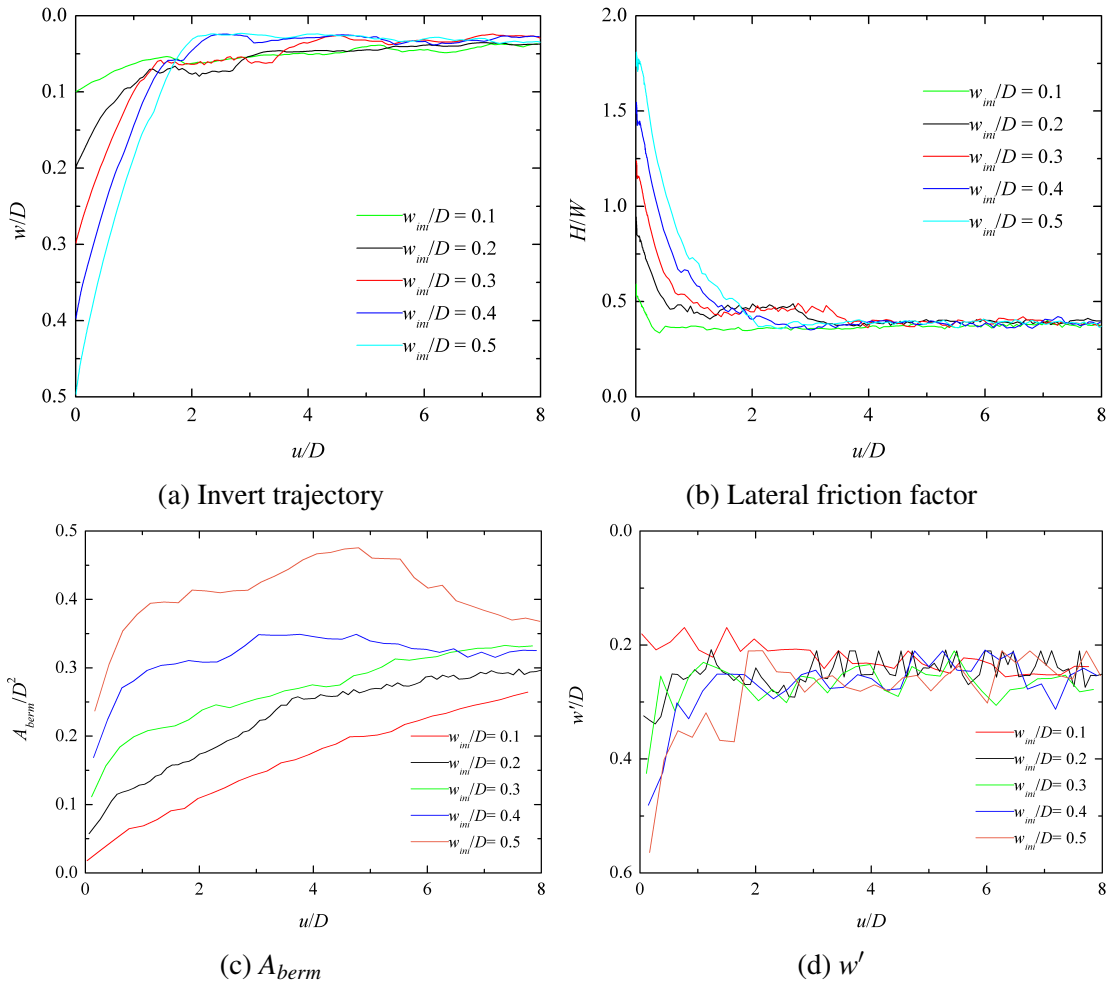 0.0
0.1
0.2
0.3
0.4
0.5
w/D
0 2 4 6 8
u/D
w_ini/D = 0.1
w_ini/D = 0.2
w_ini/D = 0.3
w_ini/D = 0.4
w_ini/D = 0.5
(a) Invert trajectory
2.0
1.5
1.0
0.5
0.0
H/W
0 2 4 6 8
u/D
w_ini/D = 0.1
w_ini/D = 0.2
w_ini/D = 0.3
w_ini/D = 0.4
w_ini/D = 0.5
(b) Lateral friction factor
0.5
0.4
0.3
0.2
0.1
0.0
A_berm/D^2
0 2 4 6 8
u/D
w_ini/D= 0.1
w_ini/D= 0.2
w_ini/D= 0.3
w_ini/D= 0.4
w_ini/D= 0.5
(c) A_berm
0.0
0.2
0.4
0.6
w'/D
0 2 4 6 8
u/D
w_ini/D= 0.1
w_ini/D= 0.2
w_ini/D= 0.3
w_ini/D= 0.4
w_ini/D= 0.5
(d) w′